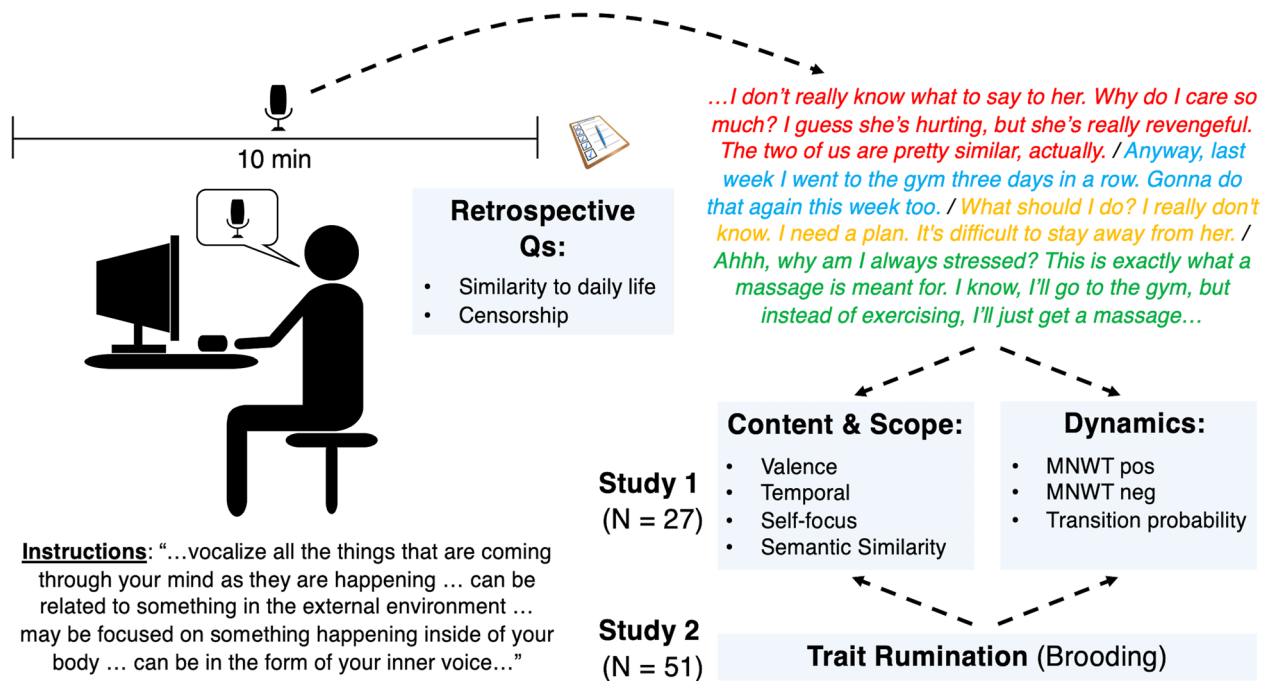 10 min
Retrospective
Qs:
• Similarity to daily life
• Censorship
Instructions: “…vocalize all the things that are coming
through your mind as they are happening … can be
related to something in the external environment …
may be focused on something happening inside of your
body … can be in the form of your inner voice…”
…I don’t really know what to say to her. Why do I care so
much? I guess she’s hurting, but she’s really revengeful.
The two of us are pretty similar, actually. / Anyway, last
week I went to the gym three days in a row. Gonna do
that again this week too. / What should I do? I really don't
know. I need a plan. It's difficult to stay away from her. /
Ahhh, why am I always stressed? This is exactly what a
massage is meant for. I know, I’ll go to the gym, but
instead of exercising, I’ll just get a massage…
Study 1
(N = 27)
Content & Scope:
• Valence
• Temporal
• Self-focus
• Semantic Similarity
Dynamics:
• MNWT pos
• MNWT neg
• Transition probability
Study 2
(N = 51)
Trait Rumination (Brooding)